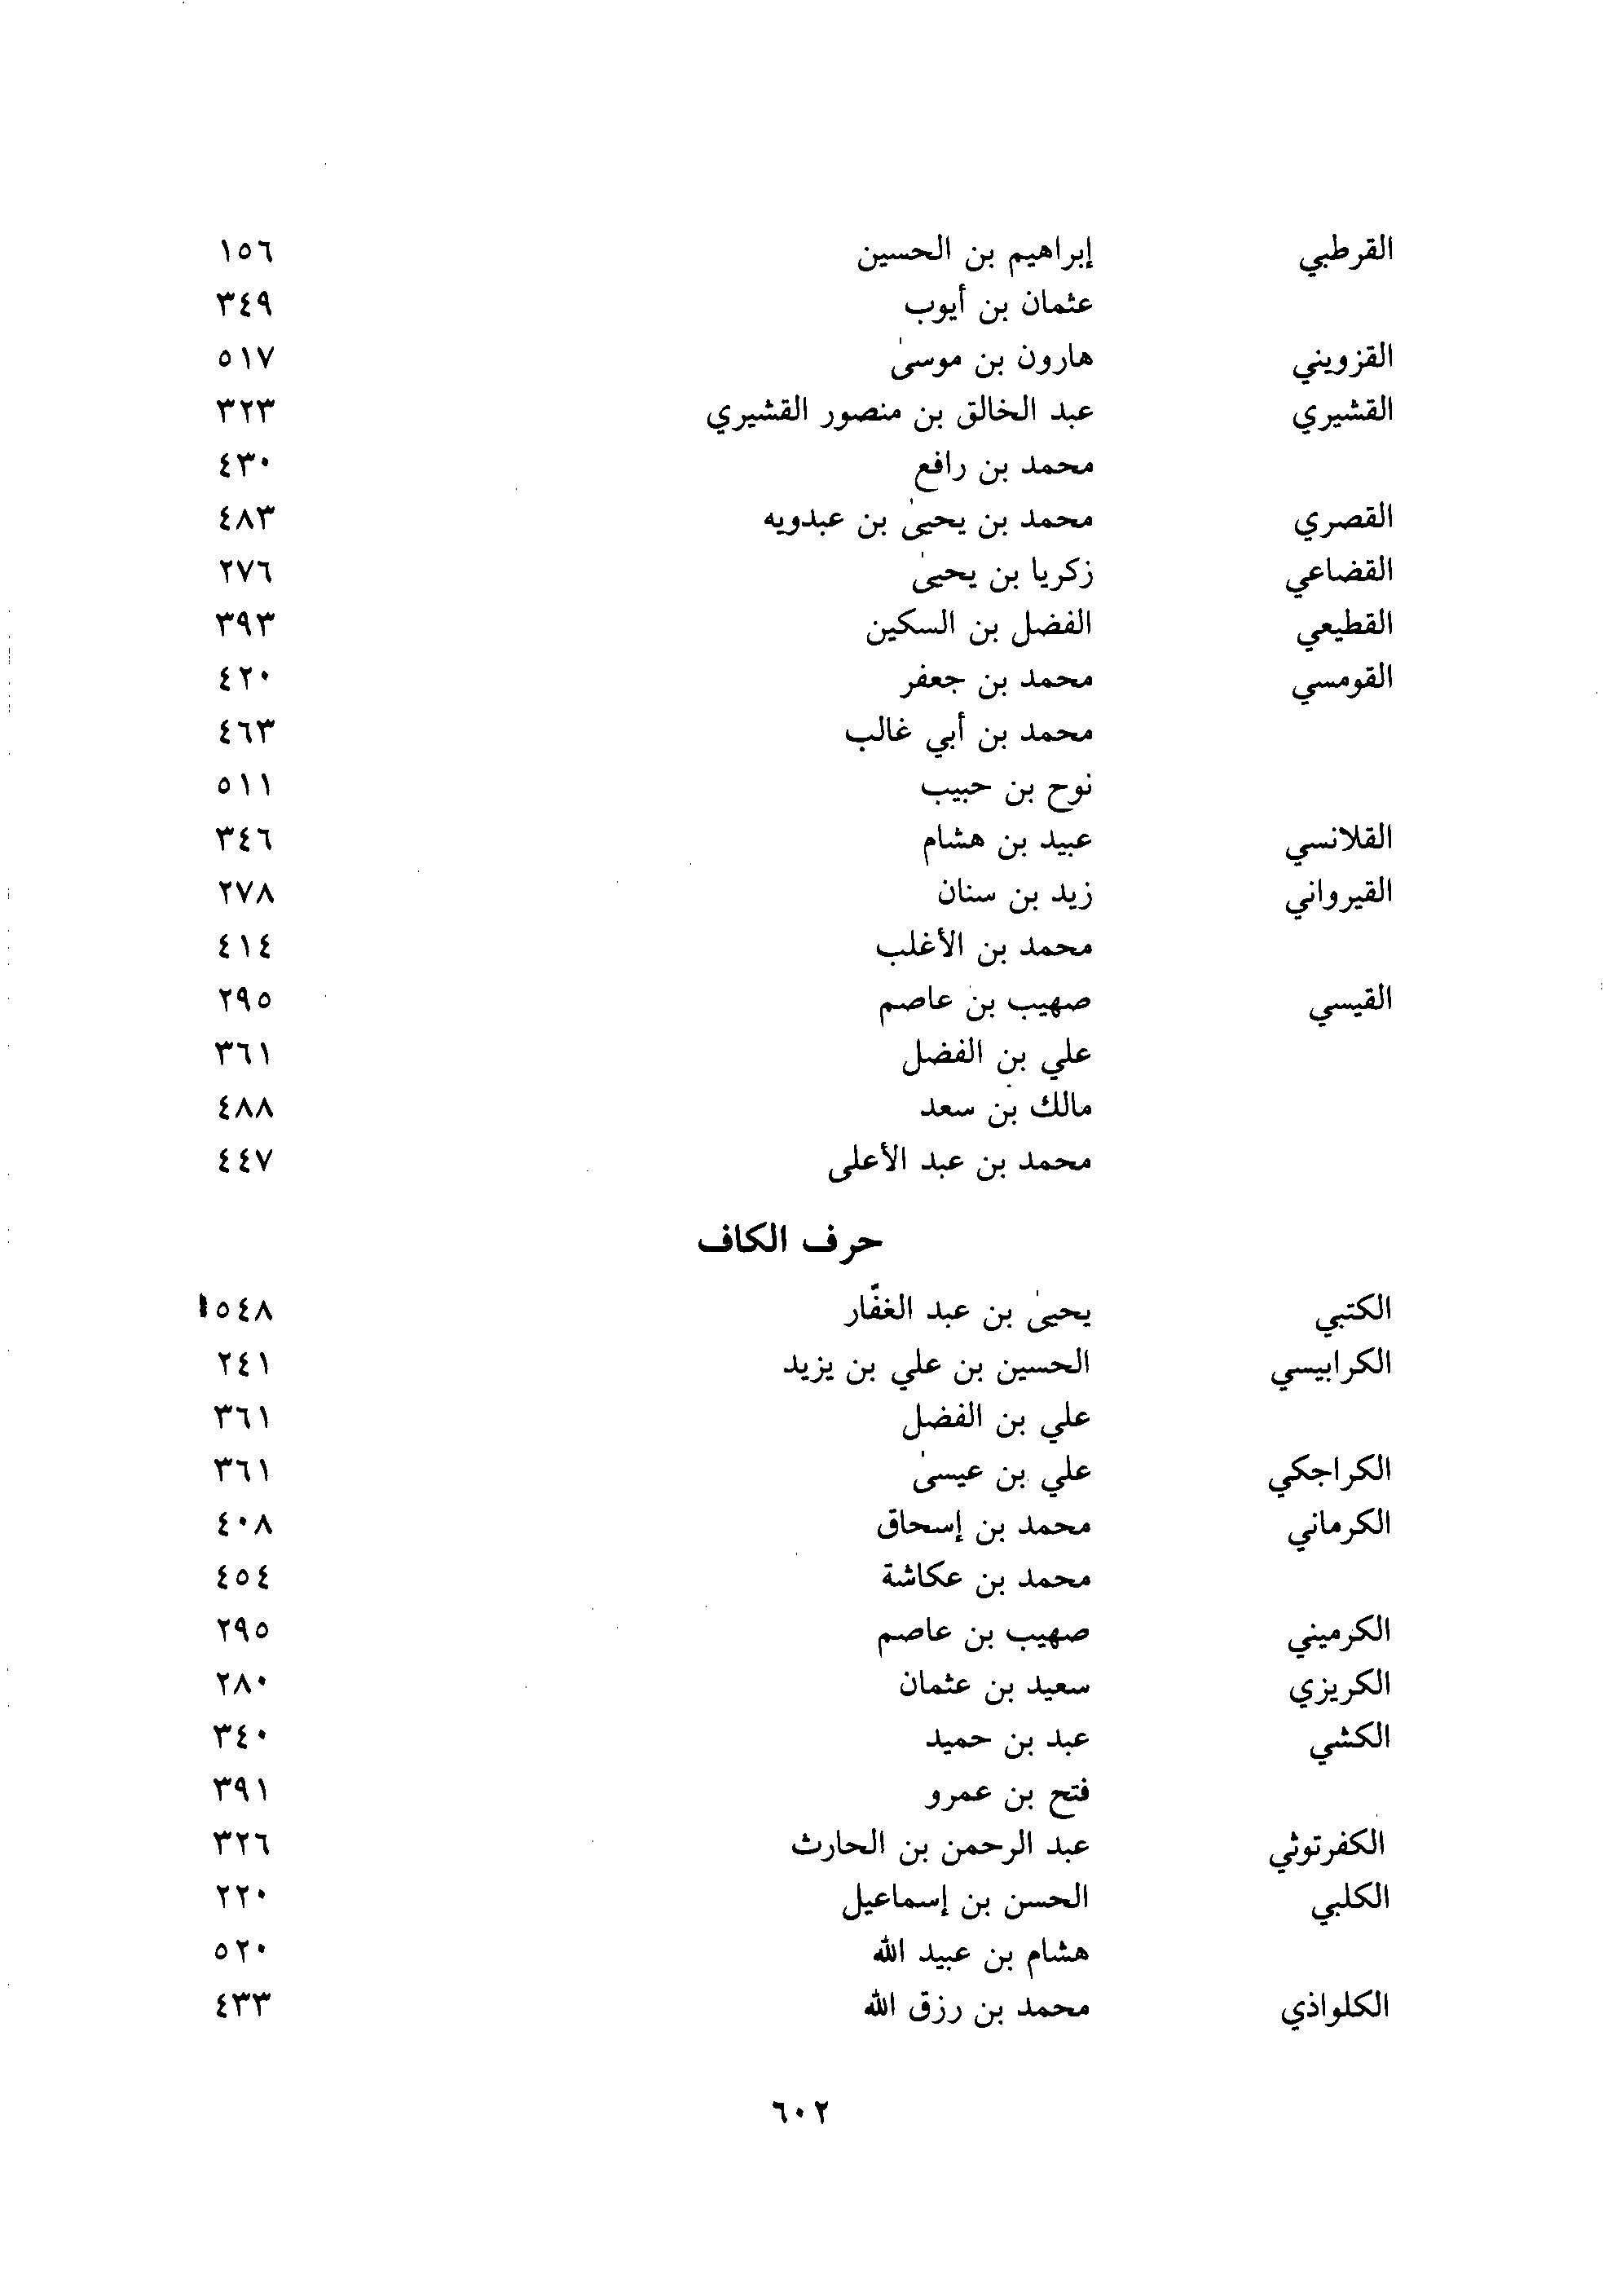 القرطبي إبراهيم بن الحسين ١٥٦
عثمان بن أيوب ٣٤٩
القزويني هارون بن موسىٰ ٥١٧
القشيري عبد الخالق بن منصور القشيري ٣٢٣
محمد بن رافع ٤٣٠
القصري محمد بن يحيىٰ بن عبدويه ٤٨٣
القضاعي زكريا بن يحيىٰ ٢٧٦
القطيعي الفضل بن السكين ٣٩٣
القومسي محمد بن جعفر ٤٢٠
محمد بن أبي غالب ٤٦٣
نوح بن حبيب ٥١١
القلانسي عبيد بن هشام ٣٤٦
القيرواني زيد بن سنان ٢٧٨
محمد بن الأغلب ٤١٤
القيسي صهيب بن عاصم ٢٩٥
علي بن الفضل ٣٦١
مالك بن سعد ٤٨٨
محمد بن عبد الأعلى ٤٤٧
حرف الكاف
الكتبي يحيىٰ بن عبد الغفّار ٥٤٨
الكرابيسي الحسين بن علي بن يزيد ٢٤١
علي بن الفضل ٣٦١
الكراجكي علي بن عيسىٰ ٣٦١
الكرماني محمد بن إسحاق ٤٠٨
محمد بن عكاشة ٤٥٤
الكرميني صهيب بن عاصم ٢٩٥
الكريزي سعيد بن عثمان ٢٨٠
الكشي عبد بن حميد ٣٤٠
فتح بن عمرو ٣٩١
الكفرتوثي عبد الرحمن بن الحارث ٣٢٦
الكلبي الحسن بن إسماعيل ٢٢٠
هشام بن عبيد الله ٥٢٠
الكلواذي محمد بن رزق الله ٤٣٣
٦٠٢